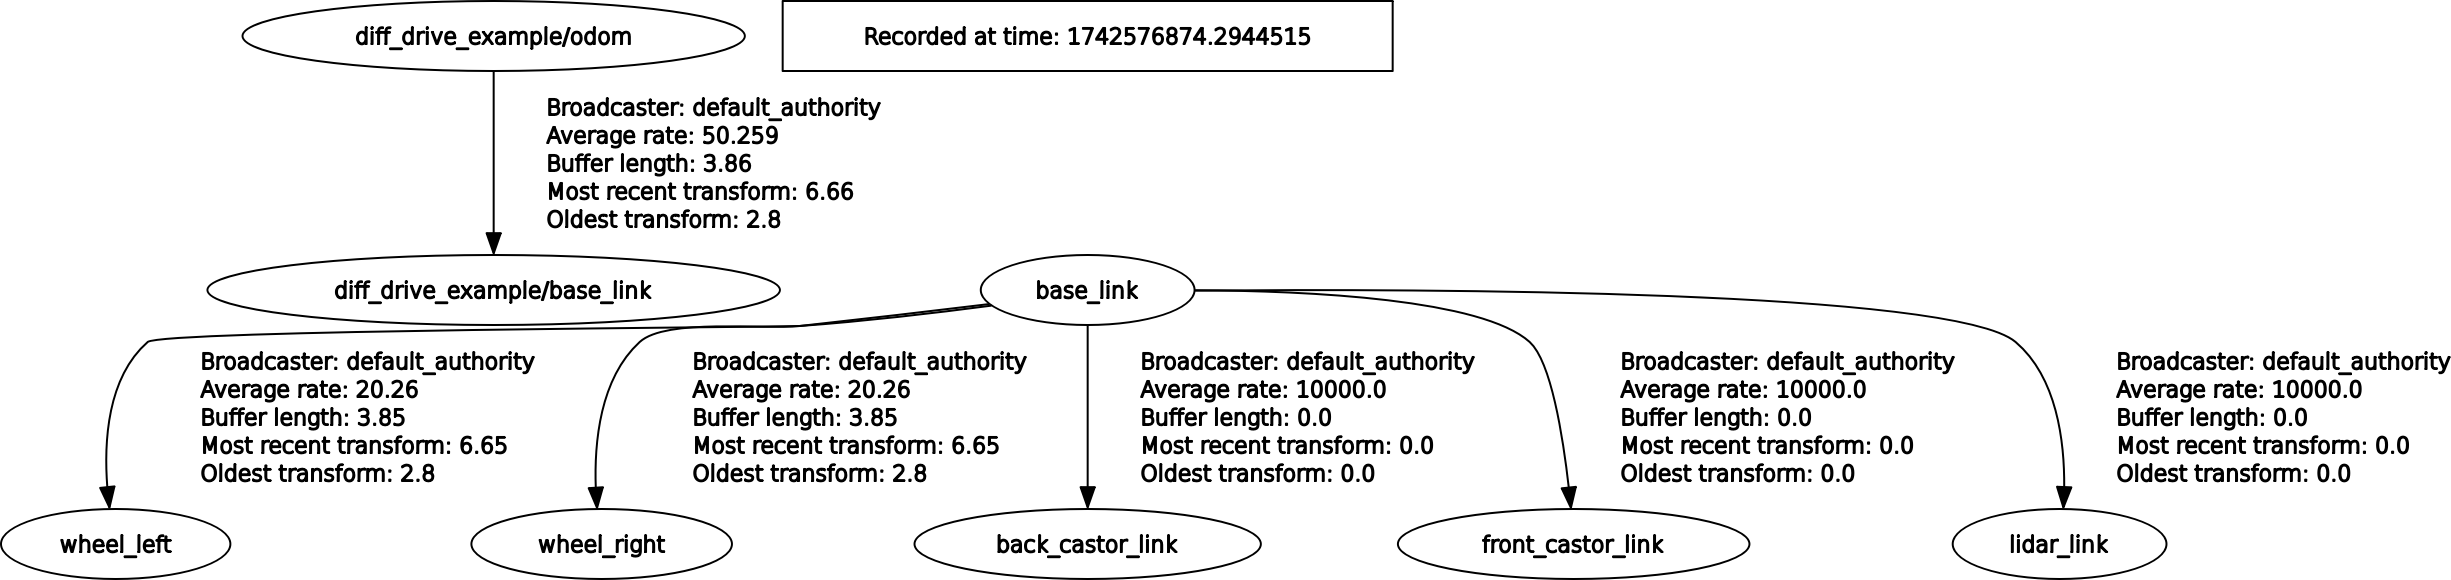 diff_drive_example/odom
Recorded at time: 1742576874.2944515
Broadcaster: default_authority
Average rate: 50.259
Buffer length: 3.86
Most recent transform: 6.66
Oldest transform: 2.8
diff_drive_example/base_link
base_link
Broadcaster: default_authority
Average rate: 20.26
Buffer length: 3.85
Most recent transform: 6.65
Oldest transform: 2.8
Broadcaster: default_authority
Average rate: 20.26
Buffer length: 3.85
Most recent transform: 6.65
Oldest transform: 2.8
Broadcaster: default_authority
Average rate: 10000.0
Buffer length: 0.0
Most recent transform: 0.0
Oldest transform: 0.0
Broadcaster: default_authority
Average rate: 10000.0
Buffer length: 0.0
Most recent transform: 0.0
Oldest transform: 0.0
Broadcaster: default_authority
Average rate: 10000.0
Buffer length: 0.0
Most recent transform: 0.0
Oldest transform: 0.0
wheel_left
wheel_right
back_castor_link
front_castor_link
lidar_link